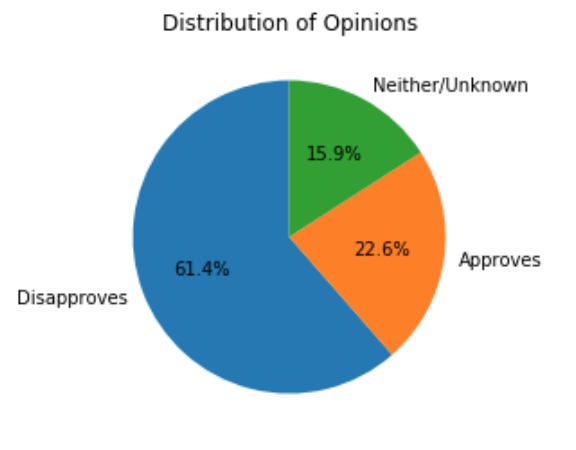 Distribution of Opinions
Neither/Unknown
15.9%
22.6%
Approves
61.4%
Disapproves